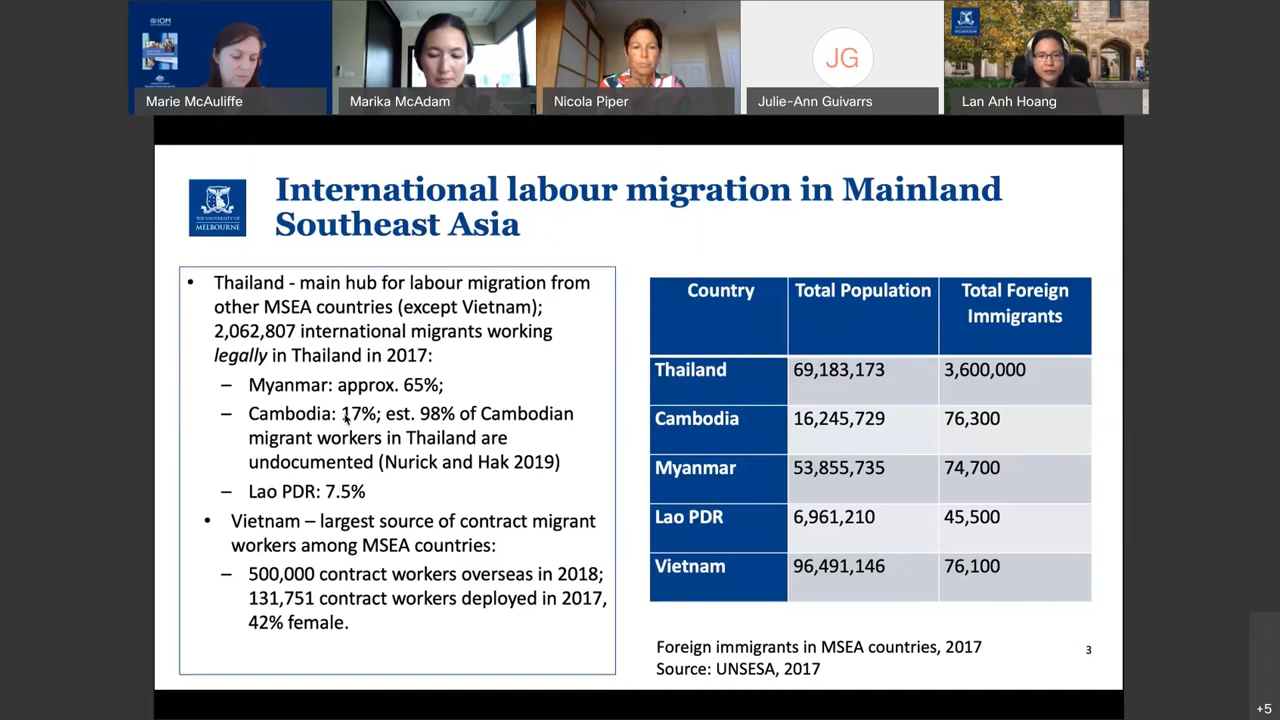 IOM
Marie McAuliffe
Marika McAdam
Nicola Piper
JG
Julie-Ann Guivarrs
Lan Anh Hoang
THE UNIVERSITY OF
MELBOURNE
International labour migration in Mainland
Southeast Asia
• Thailand - main hub for labour migration from
other MSEA countries (except Vietnam);
2,062,807 international migrants working
legally in Thailand in 2017:
– Myanmar: approx. 65%;
– Cambodia: 17%; est. 98% of Cambodian
migrant workers in Thailand are
undocumented (Nurick and Hak 2019)
– Lao PDR: 7.5%
• Vietnam – largest source of contract migrant
workers among MSEA countries:
– 500,000 contract workers overseas in 2018;
131,751 contract workers deployed in 2017,
42% female.
Country Total Population Total Foreign
Immigrants
Thailand 69,183,173 3,600,000
Cambodia 16,245,729 76,300
Myanmar 53,855,735 74,700
Lao PDR 6,961,210 45,500
Vietnam 96,491,146 76,100
Foreign immigrants in MSEA countries, 2017
Source: UNSESA, 2017
3
+5